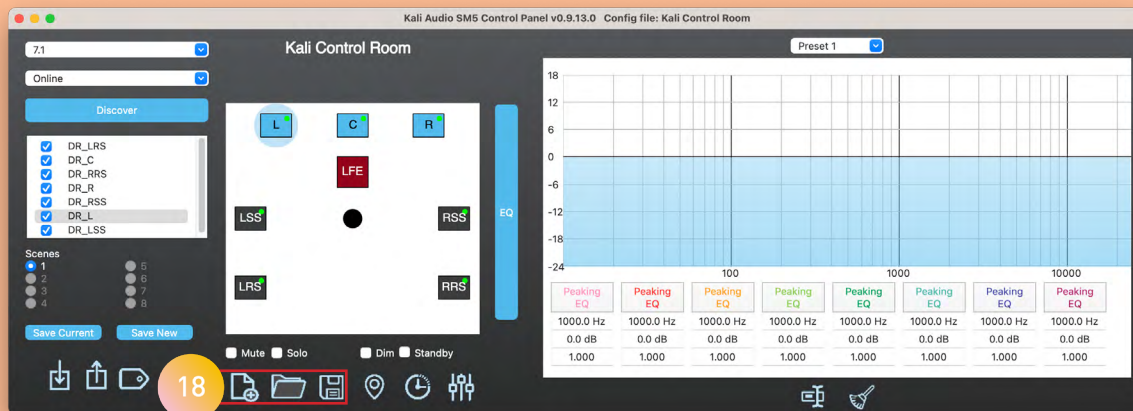 Kali Audio SM5 Control Panel v0.9.13.0 Config file: Kali Control Room
7.1
Kali Control Room
Preset 1
Online
Discover
DR_LRS
DR_C
DR_RRS
DR_R
DR_RSS
DR_L
DR_LSS
Scenes
1 5
2 6
3 7
4 8
Save Current Save New
L C R
LFE
LSS RSS
LRS RRS
Mute Solo Dim Standby
18
EQ
18
12
6
0
-6
-12
-18
-24
100 1000 10000
Peaking EQ Peaking EQ Peaking EQ Peaking EQ Peaking EQ Peaking EQ Peaking EQ Peaking EQ
1000.0 Hz 1000.0 Hz 1000.0 Hz 1000.0 Hz 1000.0 Hz 1000.0 Hz 1000.0 Hz 1000.0 Hz
0.0 dB 0.0 dB 0.0 dB 0.0 dB 0.0 dB 0.0 dB 0.0 dB 0.0 dB
1.000 1.000 1.000 1.000 1.000 1.000 1.000 1.000